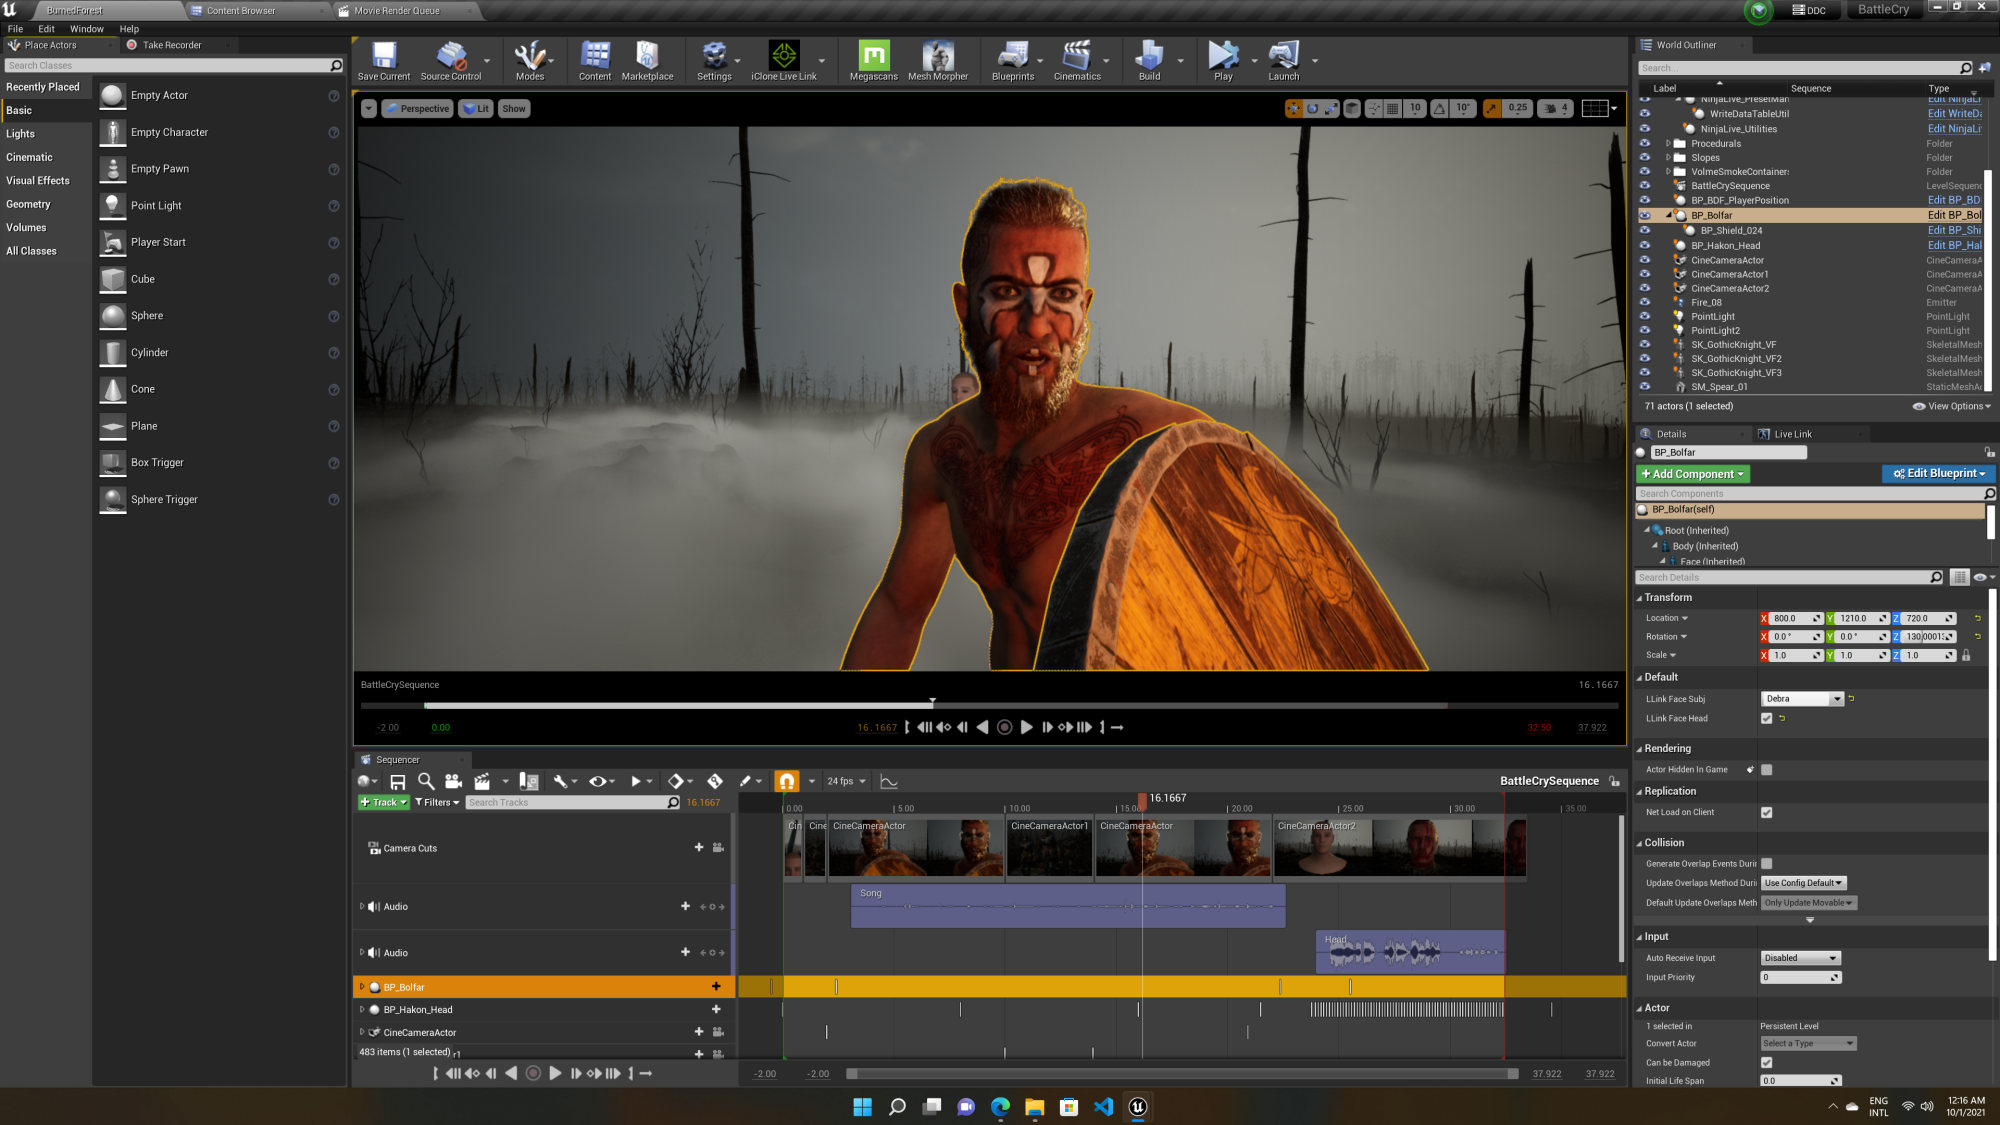 BurnedForest
Content Browser
Movie Render Queue
DDC
BattleCry
File Edit Window Help
Place Actors
Take Recorder
Search Classes
Recently Placed
Basic
Lights
Cinematic
Visual Effects
Geometry
Volumes
All Classes
Empty Actor
Empty Character
Empty Pawn
Point Light
Player Start
Cube
Sphere
Cylinder
Cone
Plane
Box Trigger
Sphere Trigger
Save Current
Source Control
Modes
Content
Marketplace
Settings
iClone Live Link
Megascans
Mesh Morpher
Blueprints
Cinematics
Build
Play
Launch
Perspective
Lit
Show
10
10°
0.25
4
BattleCrySequence
16.1667
-2.00
0.00
16.1667
32.50
37.922
World Outliner
Search...
Label
Sequence
Type
NinjaLive_PresetMan Edit NinjaLi
WriteDataTableUtil Edit WriteDa
NinjaLive_Utilities Edit NinjaLi
Procedurals Folder
Slopes Folder
VolmeSmokeContainers Folder
BattleCrySequence LevelSequenc
BP_BDF_PlayerPosition Edit BP_BD
BP_Bolfar Edit BP_Bol
BP_Shield_024 Edit BP_Shi
BP_Hakon_Head Edit BP_Hak
CineCameraActor CineCameraA
CineCameraActor1 CineCameraA
CineCameraActor2 CineCameraA
Fire_08 Emitter
PointLight PointLight
PointLight2 PointLight
SK_GothicKnight_VF SkeletalMesh
SK_GothicKnight_VF2 SkeletalMesh
SK_GothicKnight_VF3 SkeletalMesh
SM_Spear_01 StaticMeshAc
71 actors (1 selected)
View Options
Details
Live Link
BP_Bolfar
+ Add Component
Edit Blueprint
Search Components
BP_Bolfar(self)
Root (Inherited)
Body (Inherited)
Face (Inherited)
Search Details
Transform
Location X 800.0 Y 1210.0 Z 720.0
Rotation X 0.0 ° Y 0.0 ° Z 130.00013
Scale X 1.0 Y 1.0 Z 1.0
Default
LLink Face Subj Debra
LLink Face Head
Rendering
Actor Hidden In Game
Replication
Net Load on Client
Collision
Generate Overlap Events Durin
Update Overlaps Method Duri Use Config Default
Default Update Overlaps Meth Only Update Movable
Input
Auto Receive Input Disabled
Input Priority 0
Actor
1 selected in Persistent Level
Convert Actor Select a Type
Can be Damaged
Initial Life Span 0.0
Sequencer
24 fps
BattleCrySequence
+ Track
Filters
Search Tracks
16.1667
0.00
5.00
10.00
15.0
16.1667
20.00
25.00
30.00
35.00
Camera Cuts
Cin
Cine
CineCameraActor
CineCameraActor1
CineCameraActor
CineCameraActor2
Audio
Song
Audio
Head
BP_Bolfar
BP_Hakon_Head
CineCameraActor
483 items (1 selected)
r1
-2.00
-2.00
37.922
37.922
ENG
INTL
12:16 AM
10/1/2021